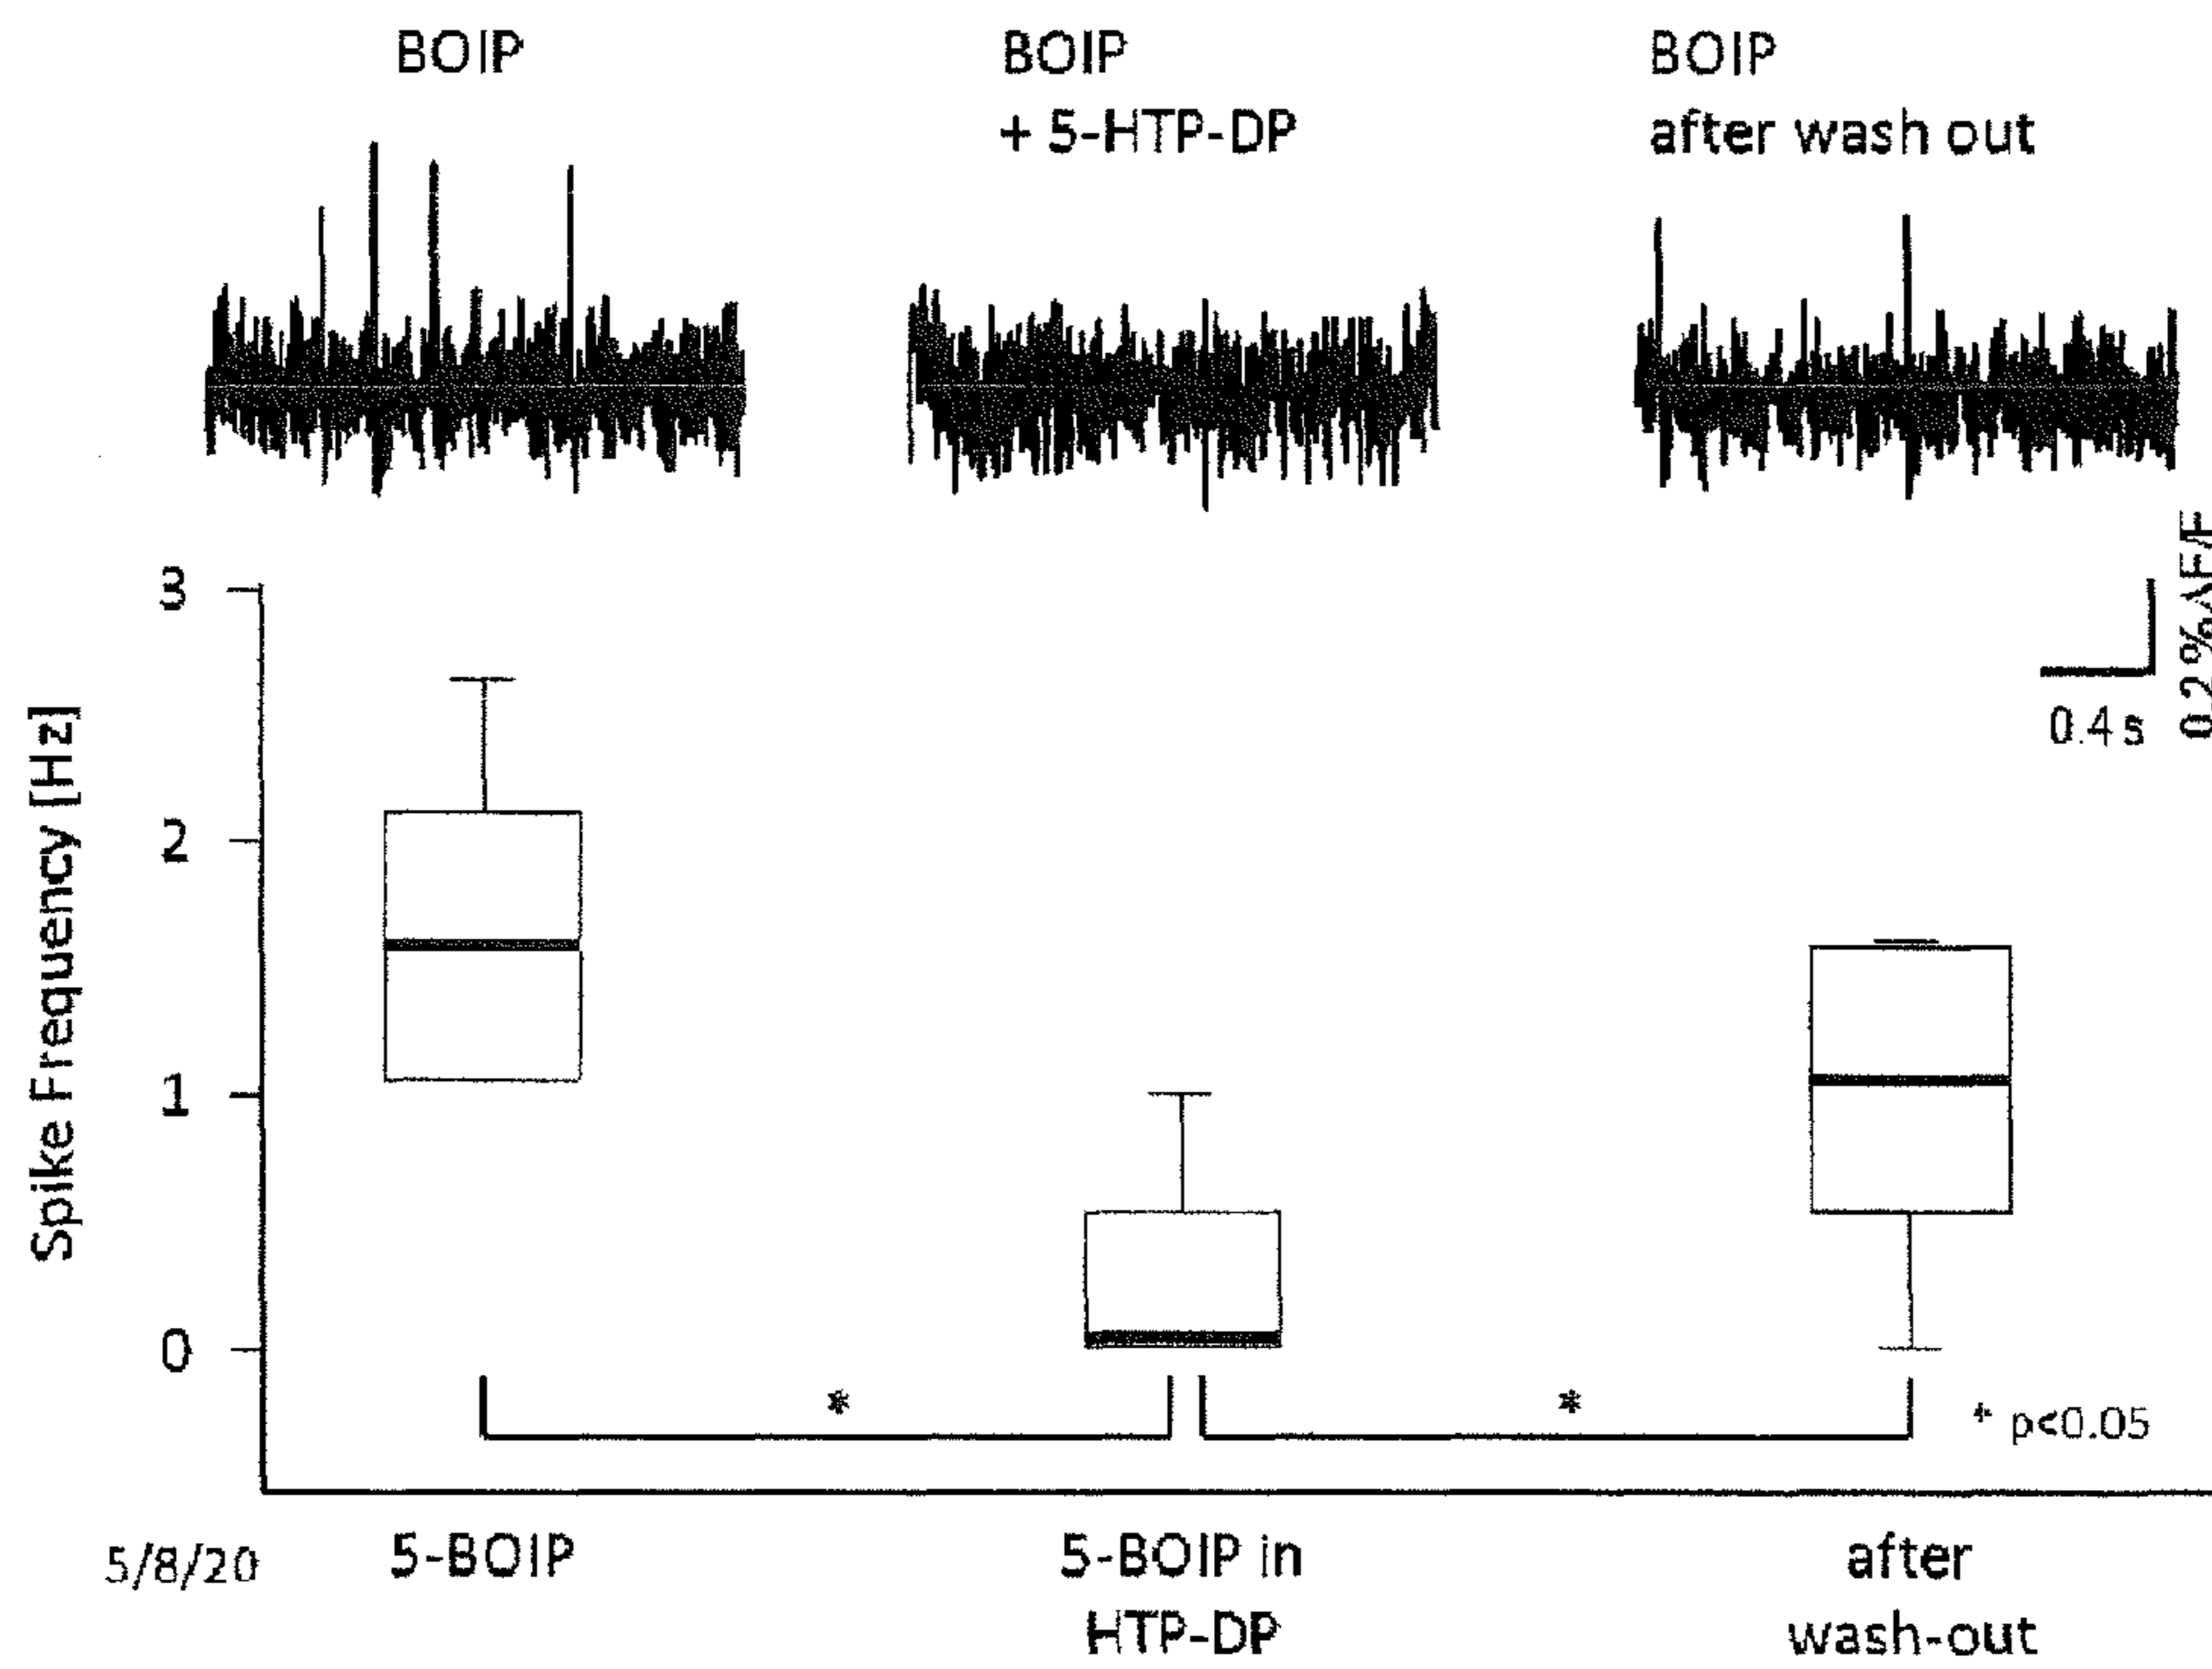 BOIP
BOIP
+ 5-HTP-DP
BOIP
after wash out
0.2%ΔF/F
0.4 s
Spike Frequency [Hz]
3
2
1
0
*
*
* p<0.05
5/8/20
5-BOIP
5-BOIP in
HTP-DP
after
wash-out